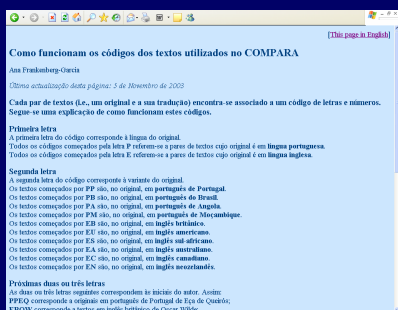 [This page in English]
Como funcionam os códigos dos textos utilizados no COMPARA
Ana Frankenberg-Garcia
Última actualização desta página: 5 de Novembro de 2003
Cada par de textos (i.e., um original e a sua tradução) encontra-se associado a um código de letras e números.
Segue-se uma explicação de como funcionam estes códigos.
Primeira letra
A primeira letra do código corresponde à língua do original.
Todos os códigos começados pela letra P referem-se a pares de textos cujo original é em língua portuguesa.
Todos os códigos começados pela letra E referem-se a pares de textos cujo original é em língua inglesa.
Segunda letra
A segunda letra do código corresponde à variante do original.
Os textos começados por PP são, no original, em português de Portugal.
Os textos começados por PB são, no original, em português do Brasil.
Os textos começados por PA são, no original, em português de Angola.
Os textos começados por PM são, no original, em português de Moçambique.
Os textos começados por EB são, no original, em inglês britânico.
Os textos começados por EU são, no original, em inglês americano.
Os textos começados por ES são, no original, em inglês sul-africano.
Os textos começados por EA são, no original, em inglês australiano.
Os textos começados por EC são, no original, em inglês canadiano.
Os textos começados por EN são, no original, em inglês neozelandês.
Próximas duas ou três letras
As duas ou três letras seguintes correspondem às iniciais do autor. Assim:
PPEQ corresponde a originais em português de Portugal de Eça de Queirós;
EBOW corresponde a textos em inglês britânico de Oscar Wilde;